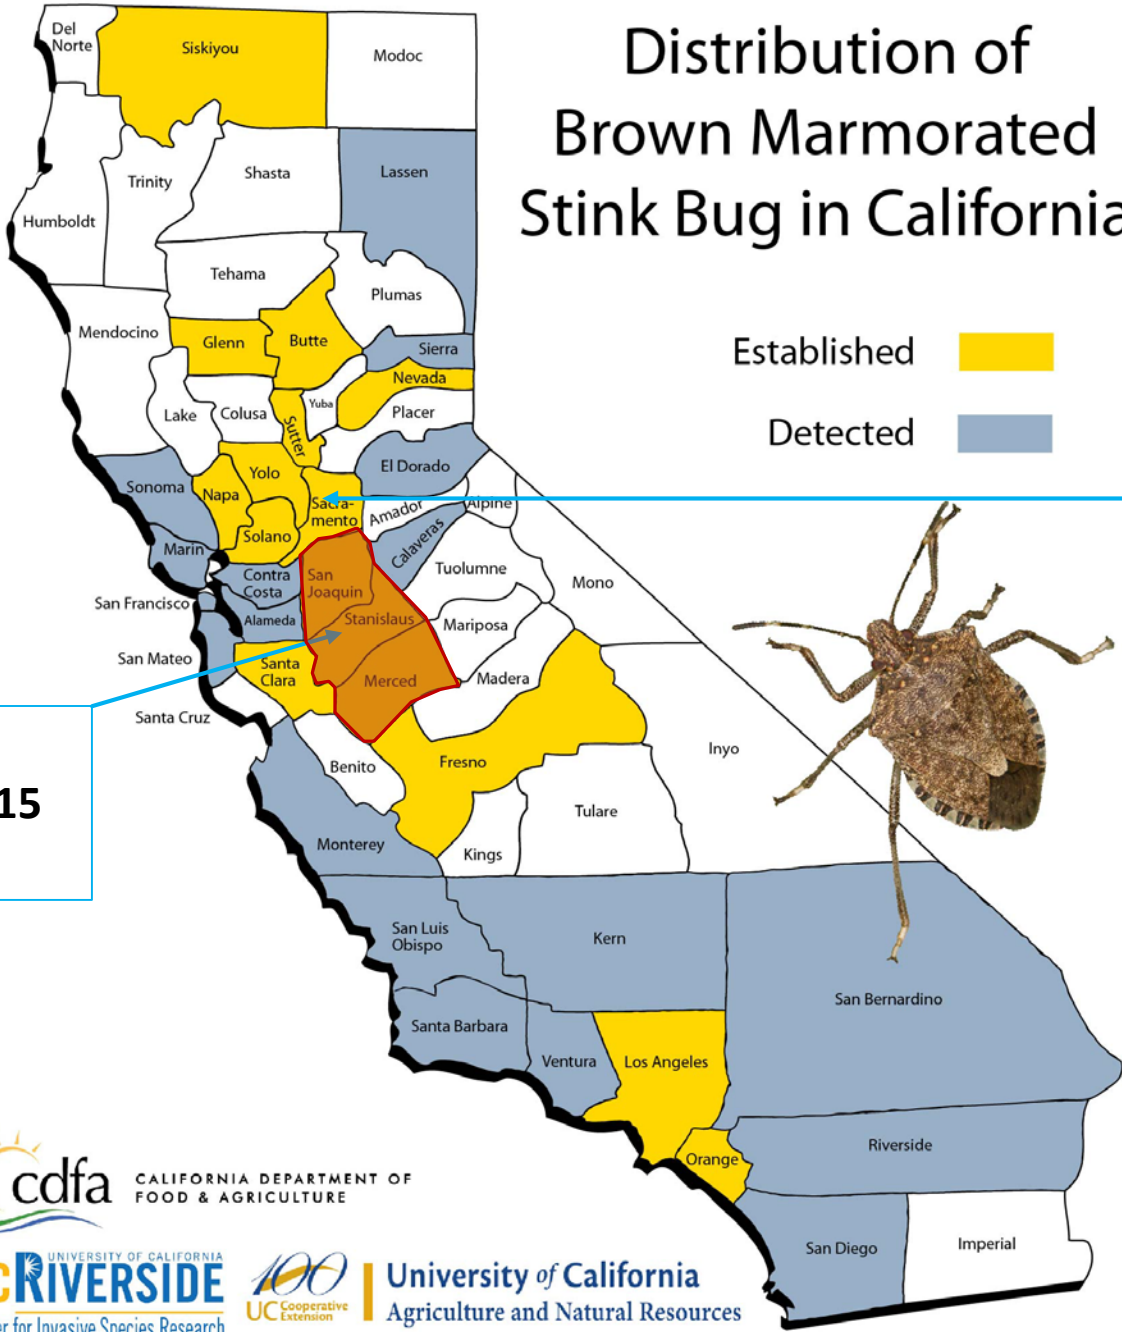 Distribution of
Brown Marmorated
Stink Bug in California
Established
Detected
Del
Norte
Siskiyou
Modoc
Humboldt
Trinity
Shasta
Lassen
Tehama
Plumas
Mendocino
Glenn
Butte
Sierra
Nevada
Yuba
Placer
Lake
Colusa
Sutter
El Dorado
Sonoma
Napa
Yolo
Sacra-
mento
Amador
Alpine
Solano
Marin
Calaveras
Contra
Costa
San
Joaquin
Tuolumne
Mono
San Francisco
Alameda
Stanislaus
Mariposa
San Mateo
Santa
Clara
Merced
Madera
Santa Cruz
Benito
Fresno
Inyo
15
Monterey
Kings
Tulare
San Luis
Obispo
Kern
San Bernardino
Santa Barbara
Ventura
Los Angeles
Orange
Riverside
San Diego
Imperial
cdfa
CALIFORNIA DEPARTMENT OF
FOOD & AGRICULTURE
UNIVERSITY OF CALIFORNIA
RIVERSIDE
for Invasive Species Research
100
UC Cooperative
Extension
University of California
Agriculture and Natural Resources